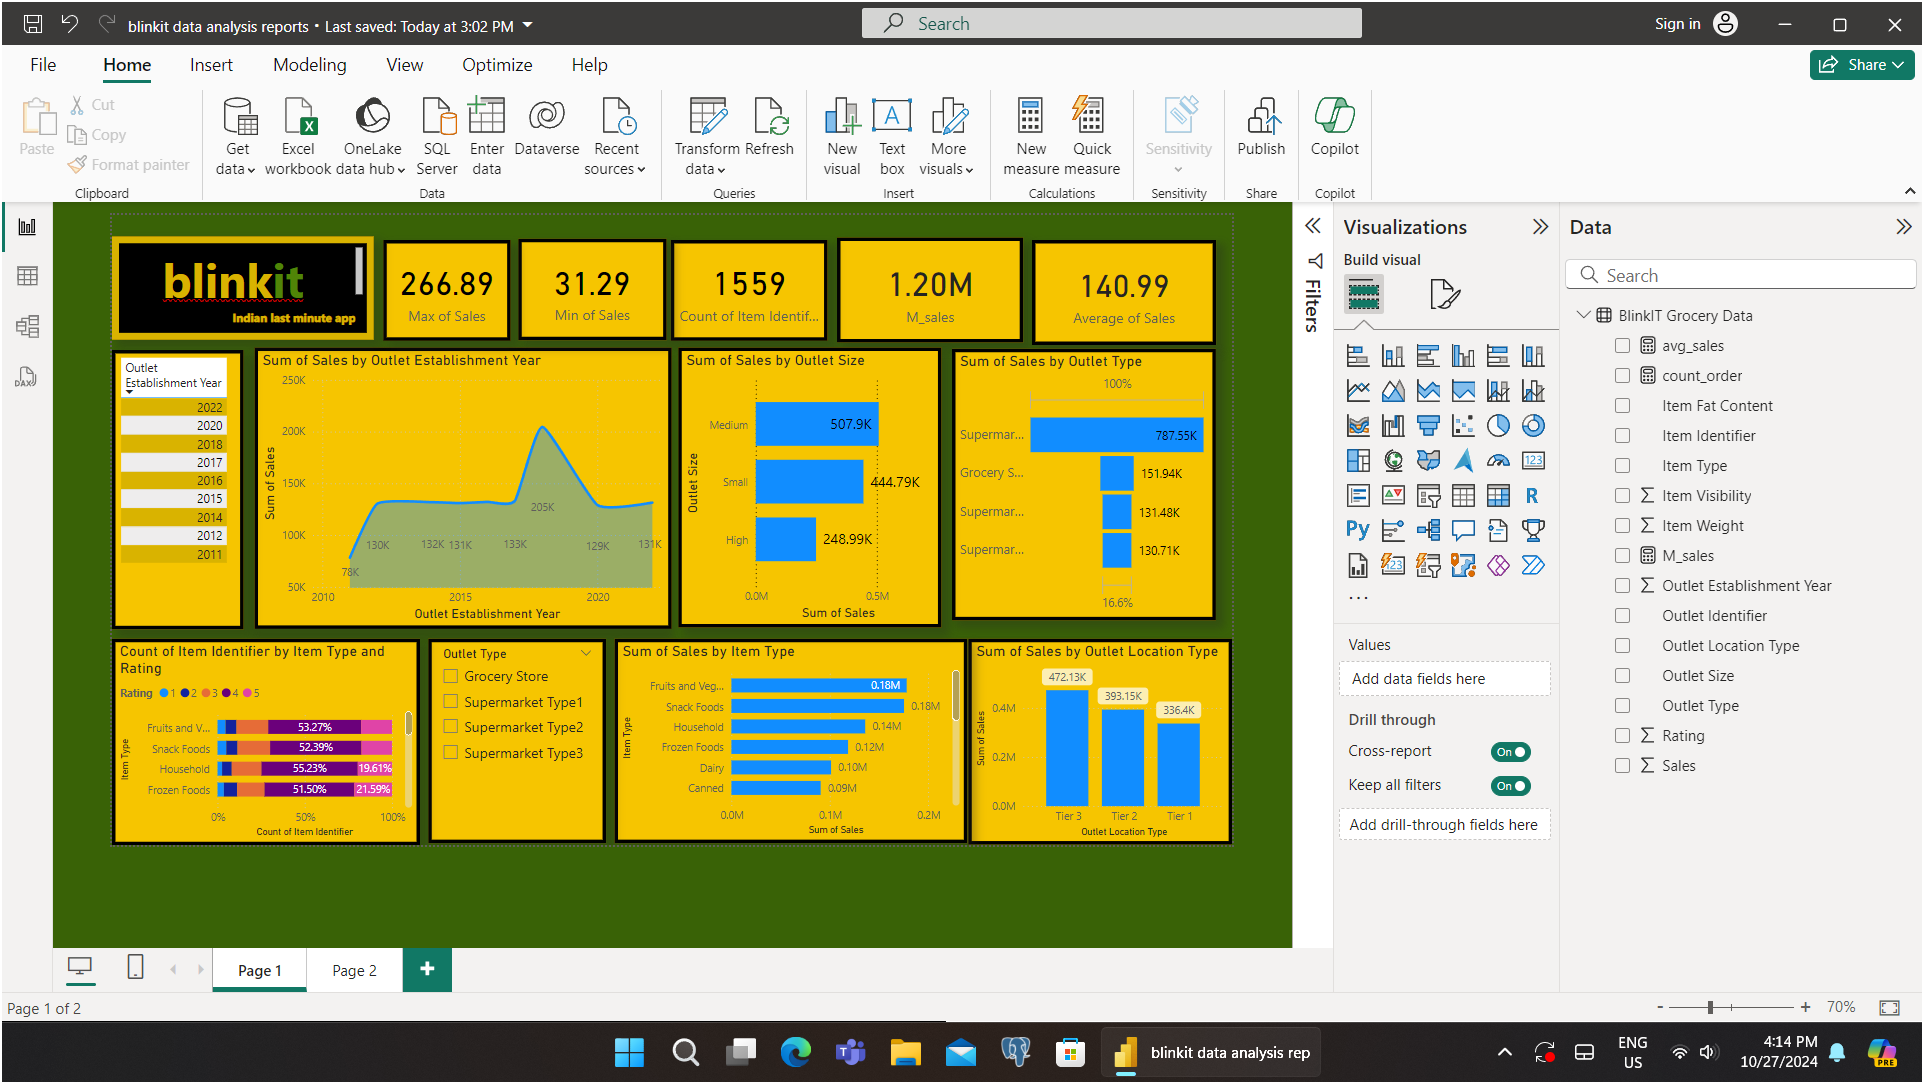 blinkit data analysis reports • Last saved: Today at 3:02 PM
Search
Sign in
File
Home
Insert
Modeling
View
Optimize
Help
Share
Paste
Cut
Copy
Format painter
Clipboard
Get data
Excel workbook
OneLake data hub
SQL Server
Enter data
Dataverse
Recent sources
Data
Transform data
Refresh
Queries
New visual
Text box
More visuals
Insert
New measure
Quick measure
Calculations
Sensitivity
Sensitivity
Publish
Share
Copilot
Copilot
blinkit
Indian last minute app
266.89
Max of Sales
31.29
Min of Sales
1559
Count of Item Identif...
1.20M
M_sales
140.99
Average of Sales
Outlet
Establishment Year
2022
2020
2018
2017
2016
2015
2014
2012
2011
Sum of Sales by Outlet Establishment Year
Sum of Sales
250K
200K
150K
100K
50K
78K
130K
132K
131K
133K
205K
129K
131K
2010
2015
2020
Outlet Establishment Year
Sum of Sales by Outlet Size
Outlet Size
Medium
507.9K
Small
444.79K
High
248.99K
0.0M
0.5M
Sum of Sales
Sum of Sales by Outlet Type
100%
Supermar...
787.55K
Grocery S...
151.94K
Supermar...
131.48K
Supermar...
130.71K
16.6%
Count of Item Identifier by Item Type and
Rating
Rating 1 2 3 4 5
Item Type
Fruits and V...
53.27%
Snack Foods
52.39%
Household
55.23%
19.61%
Frozen Foods
51.50%
21.59%
0%
50%
100%
Count of Item Identifier
Outlet Type
Grocery Store
Supermarket Type1
Supermarket Type2
Supermarket Type3
Sum of Sales by Item Type
Item Type
Fruits and Veg...
0.18M
Snack Foods
0.18M
Household
0.14M
Frozen Foods
0.12M
Dairy
0.10M
Canned
0.09M
0.0M
0.1M
0.2M
Sum of Sales
Sum of Sales by Outlet Location Type
Sum of Sales
0.4M
0.2M
0.0M
472.13K
393.15K
336.4K
Tier 3
Tier 2
Tier 1
Outlet Location Type
Filters
Visualizations
Build visual
123
R
Py
123
...
Values
Add data fields here
Drill through
Cross-report
On
Keep all filters
On
Add drill-through fields here
Data
Search
BlinkIT Grocery Data
avg_sales
count_order
Item Fat Content
Item Identifier
Item Type
Item Visibility
Item Weight
M_sales
Outlet Establishment Year
Outlet Identifier
Outlet Location Type
Outlet Size
Outlet Type
Rating
Sales
Page 1
Page 2
+
Page 1 of 2
- + 70%
blinkit data analysis rep
ENG
US
4:14 PM
10/27/2024
PRE